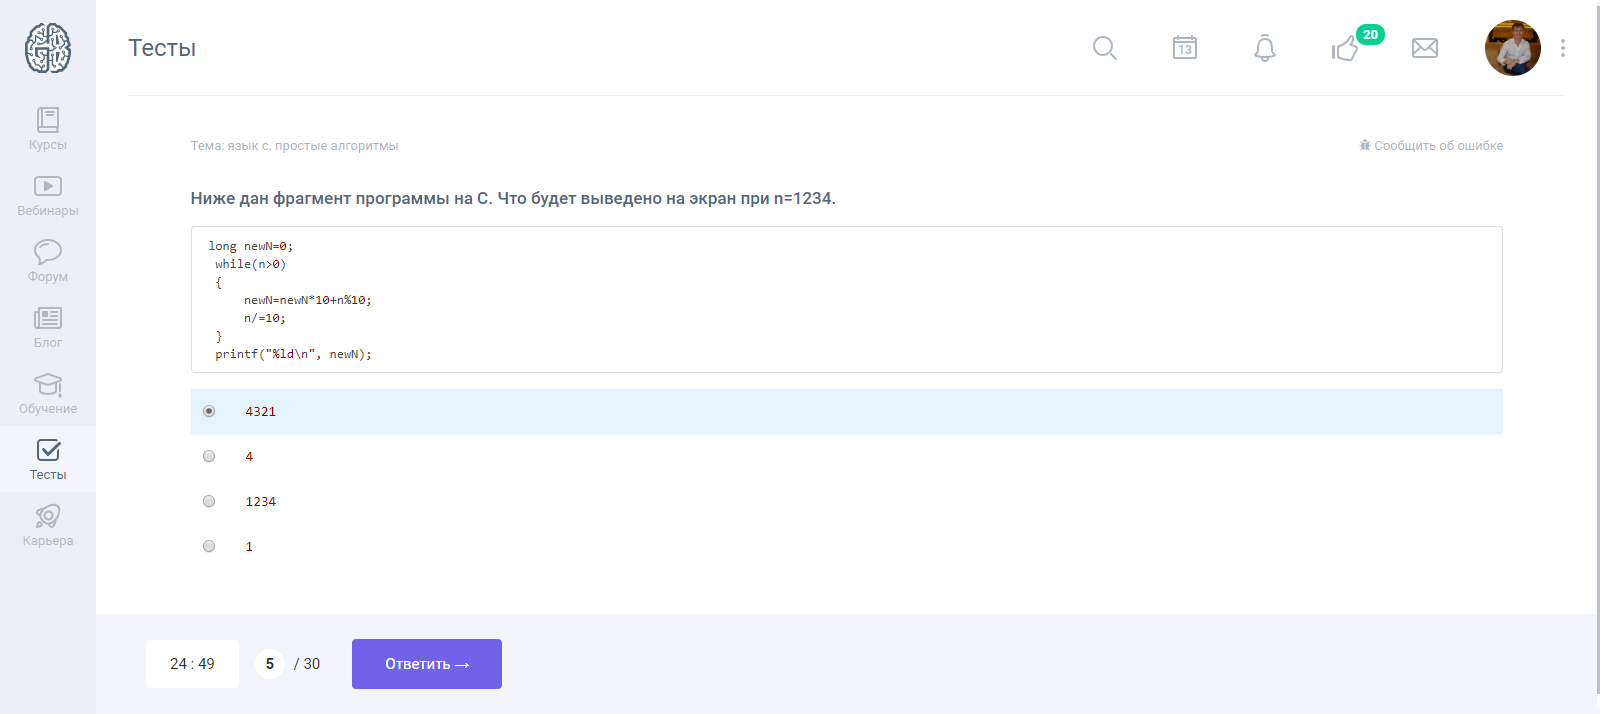 Тесты
13
20
Курсы
Вебинары
Форум
Блог
Обучение
Тесты
Карьера
Тема: язык с. простые алгоритмы
Сообщить об ошибке
Ниже дан фрагмент программы на С. Что будет выведено на экран при n=1234.
long newN=0;
while(n>0)
{
newN=newN*10+n%10;
n/=10;
}
printf("%ld\n", newN);
4321
4
1234
1
24 : 49
5 / 30
Ответить →